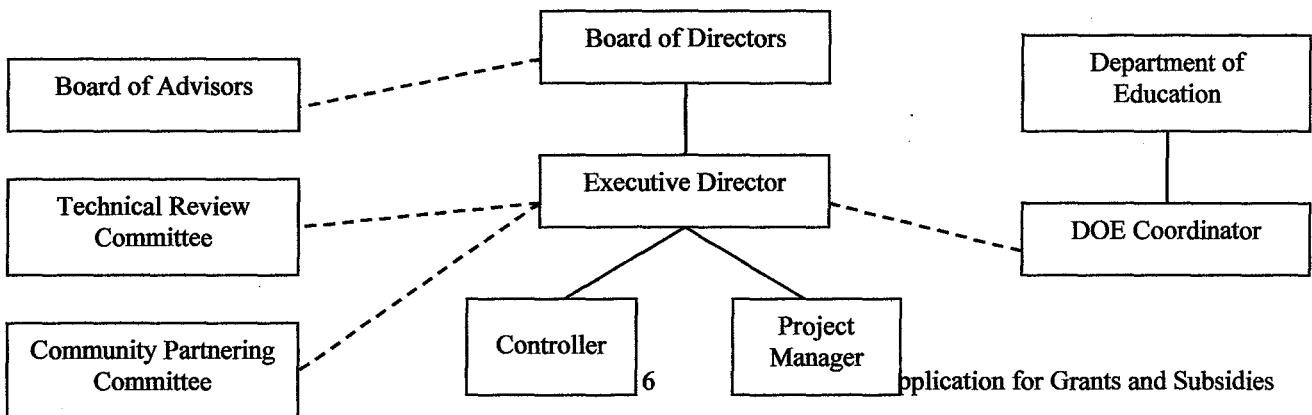 Board of Directors
Board of Advisors
Department of
Education
Executive Director
Technical Review
Committee
DOE Coordinator
Controller
Project
Manager
Community Partnering
Committee
6
pplication for Grants and Subsidies